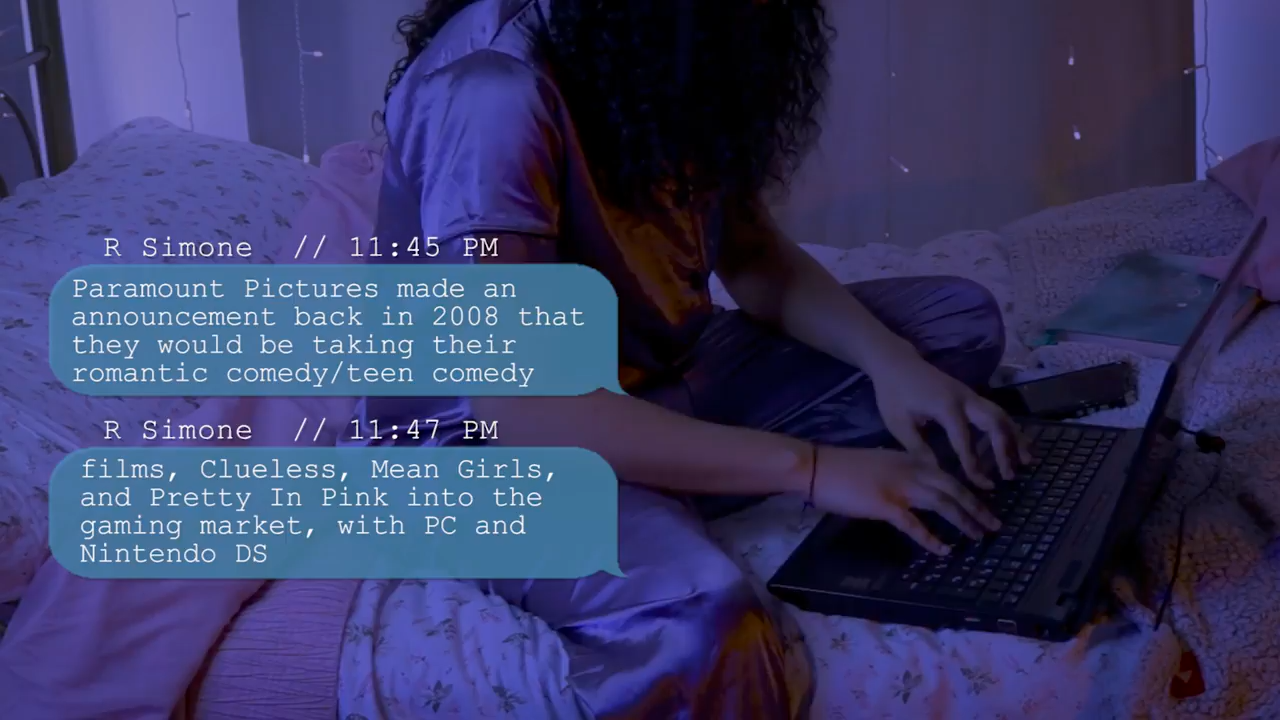 R Simone // 11:45 PM
Paramount Pictures made an
announcement back in 2008 that
they would be taking their
romantic comedy/teen comedy
R Simone // 11:47 PM
films, Clueless, Mean Girls,
and Pretty In Pink into the
gaming market, with PC and
Nintendo DS